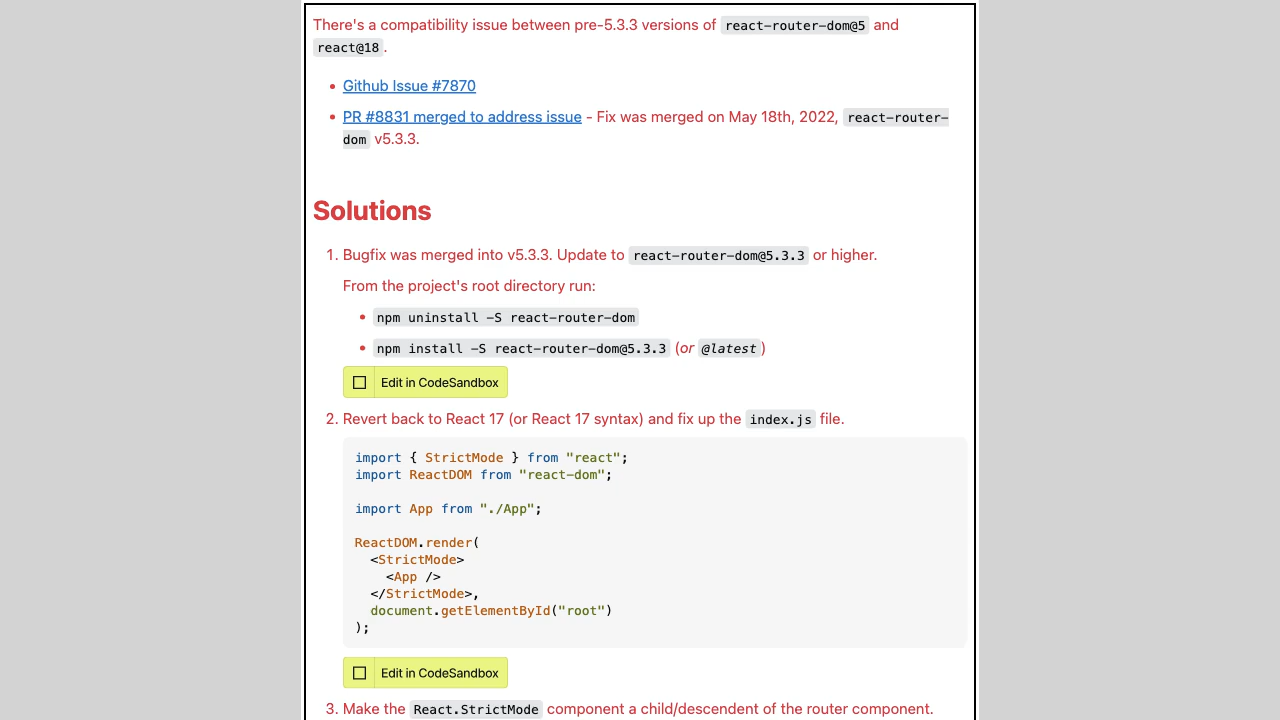 There's a compatibility issue between pre-5.3.3 versions of react-router-dom@5 and
react@18.
• Github Issue #7870
• PR #8831 merged to address issue - Fix was merged on May 18th, 2022, react-router-
dom v5.3.3.
Solutions
1. Bugfix was merged into v5.3.3. Update to react-router-dom@5.3.3 or higher.
From the project's root directory run:
• npm uninstall -S react-router-dom
• npm install -S react-router-dom@5.3.3 (or @latest)
Edit in CodeSandbox
2. Revert back to React 17 (or React 17 syntax) and fix up the index.js file.
import { StrictMode } from "react";
import ReactDOM from "react-dom";
import App from "./App";
ReactDOM.render(
<StrictMode>
<App />
</StrictMode>,
document.getElementById("root")
);
Edit in CodeSandbox
3. Make the React.StrictMode component a child/descendent of the router component.